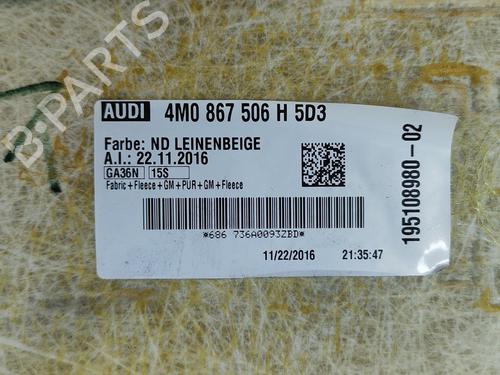 B-PARTS
AUDI 4M0 867 506 H 5D3
Farbe: ND LEINENBEIGE
A.I.: 22.11.2016
GA36N 15S
Fabric+Fleece+GM+PUR+GM+Fleece
*686 736A0093ZBD*
11/22/2016 21:35:47
195108980-02